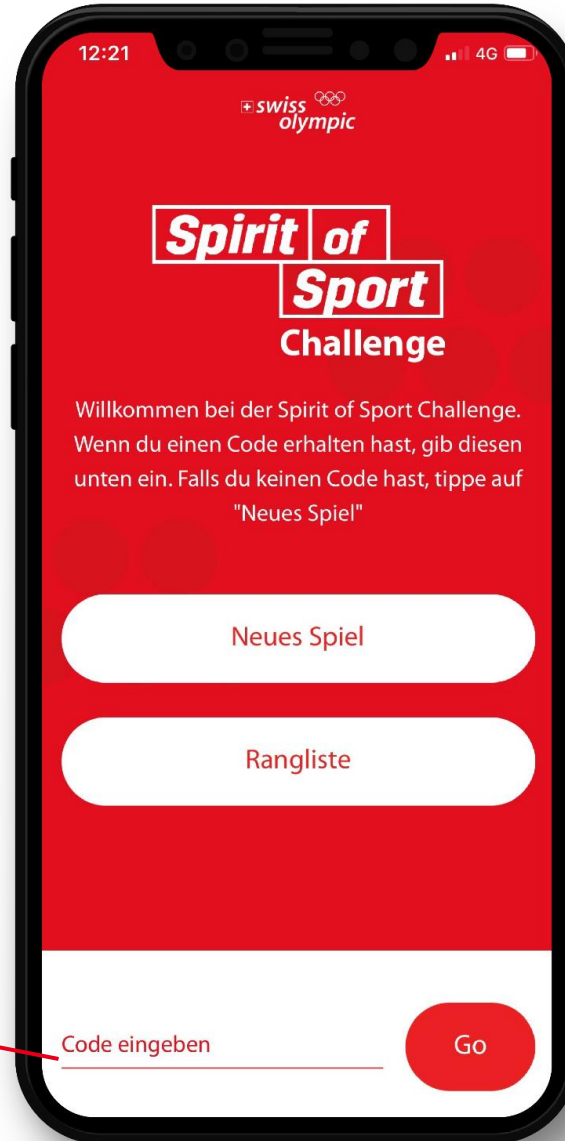 12:21
4G
swiss
olympic
Spirit of
Sport
Challenge
Willkommen bei der Spirit of Sport Challenge.
Wenn du einen Code erhalten hast, gib diesen
unten ein. Falls du keinen Code hast, tippe auf
"Neues Spiel"
Neues Spiel
Rangliste
Code eingeben
Go